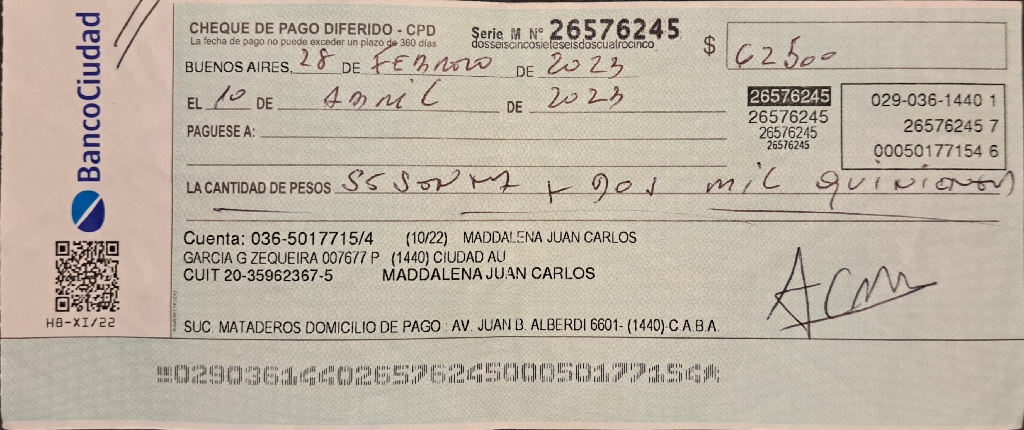 BancoCiudad
HB-XI/22
CHEQUE DE PAGO DIFERIDO - CPD
La fecha de pago no puede exceder un plazo de 360 días
Serie M N° 26576245
dosseiscincosieteseisdoscuatrocinco
$ 62500
BUENOS AIRES, 28 DE FEBRERO DE 2023
EL 10 DE ABRIL DE 2023
PAGUESE A:
26576245
26576245
26576245
26576245
029-036-1440 1
26576245 7
00050177154 6
LA CANTIDAD DE PESOS SESENTA Y DOS MIL QUINIENTOS
Cuenta: 036-5017715/4 (10/22) MADDALENA JUAN CARLOS
GARCIA G ZEQUEIRA 007677 P (1440) CIUDAD AU
CUIT 20-35962367-5 MADDALENA JUAN CARLOS
SUC. MATADEROS DOMICILIO DE PAGO : AV. JUAN B. ALBERDI 6601- (1440)-C.A.B.A.
02903614402657624500050177154